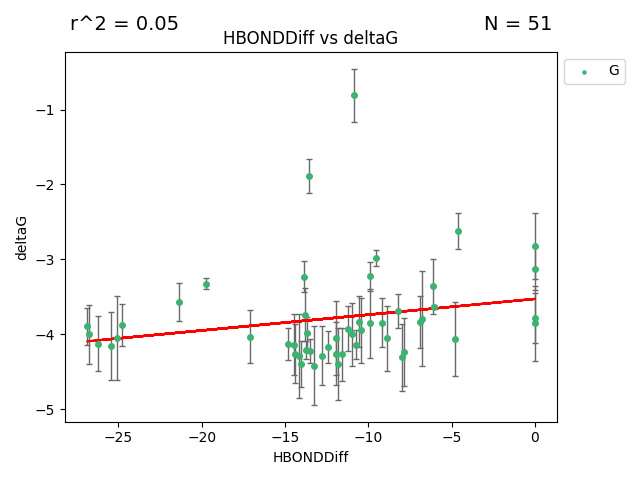 r^2 = 0.05
N = 51
HBONDDiff vs deltaG
G
−1
−2
−3
−4
−5
deltaG
−25
−20
−15
−10
−5
0
HBONDDiff